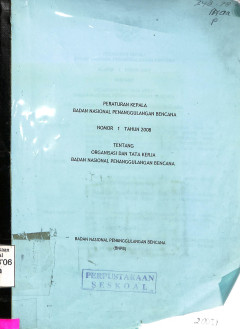 PERATURAN KEPALA
BADAN NASIONAL PENANGGULANGAN BENCANA
NOMOR 1 TAHUN 2008
TENTANG
ORGANISASI DAN TATA KERJA
BADAN NASIONAL PENANGGULANGAN BENCANA
BADAN NASIONAL PENANGGULANGAN BENCANA
(BNPB)
PERPUSTAKAAN
SESKOAL